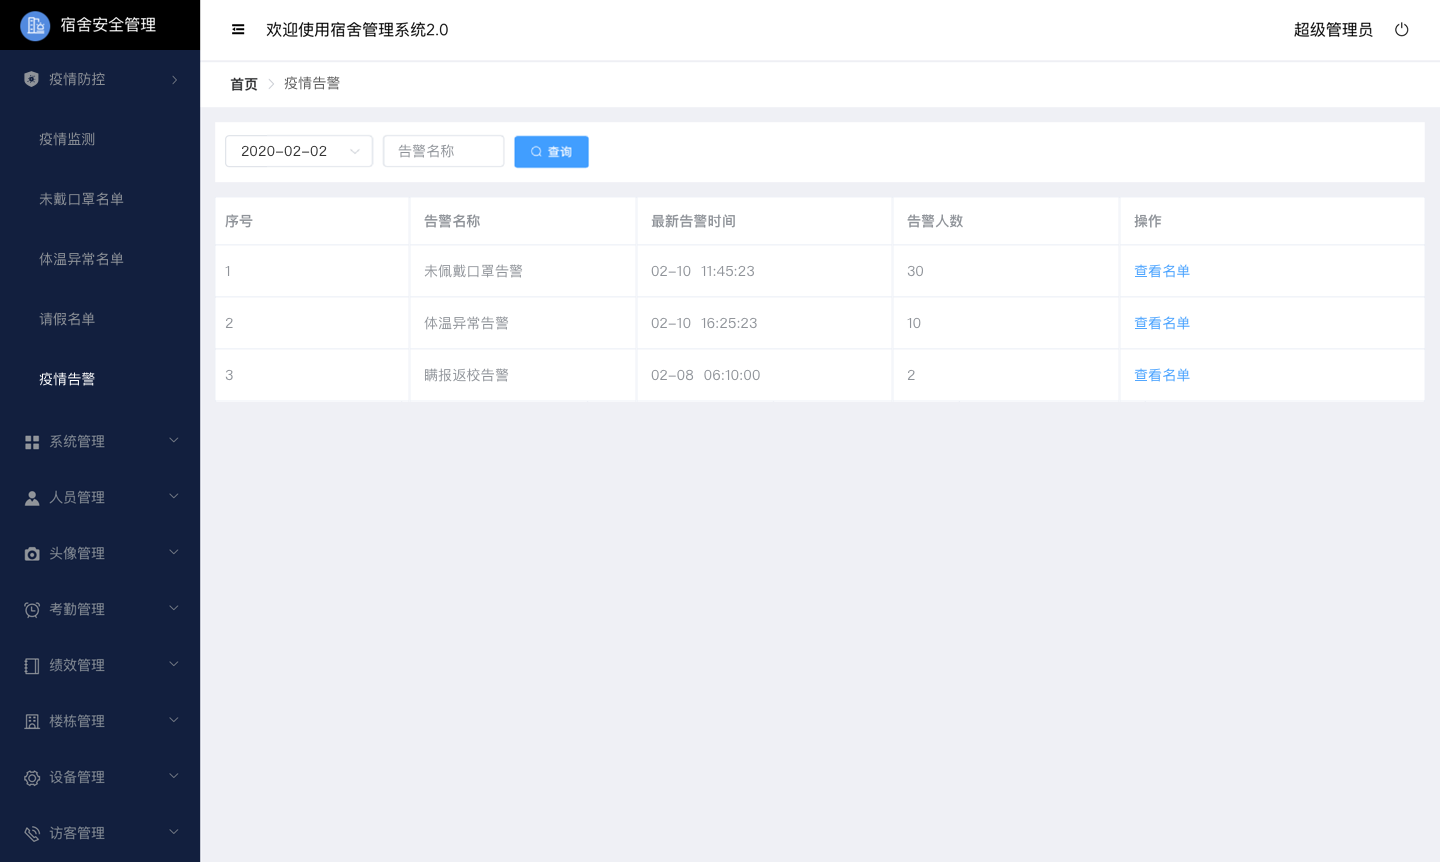 宿舍安全管理
欢迎使用宿舍管理系统2.0
超级管理员
疫情防控
疫情监测
未戴口罩名单
体温异常名单
请假名单
疫情告警
系统管理
人员管理
头像管理
考勤管理
绩效管理
楼栋管理
设备管理
访客管理
首页 疫情告警
2020-02-02 告警名称 查询
序号 告警名称 最新告警时间 告警人数 操作
1 未佩戴口罩告警 02-10 11:45:23 30 查看名单
2 体温异常告警 02-10 16:25:23 10 查看名单
3 瞒报返校告警 02-08 06:10:00 2 查看名单